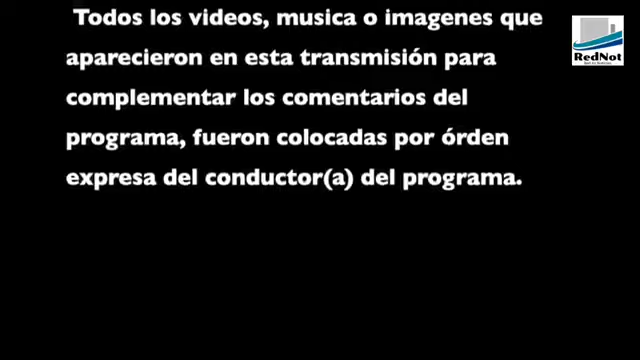 Todos los videos, musica o imagenes que
aparecieron en esta transmisión para
complementar los comentarios del
programa, fueron colocadas por órden
expresa del conductor(a) del programa.
RedNot